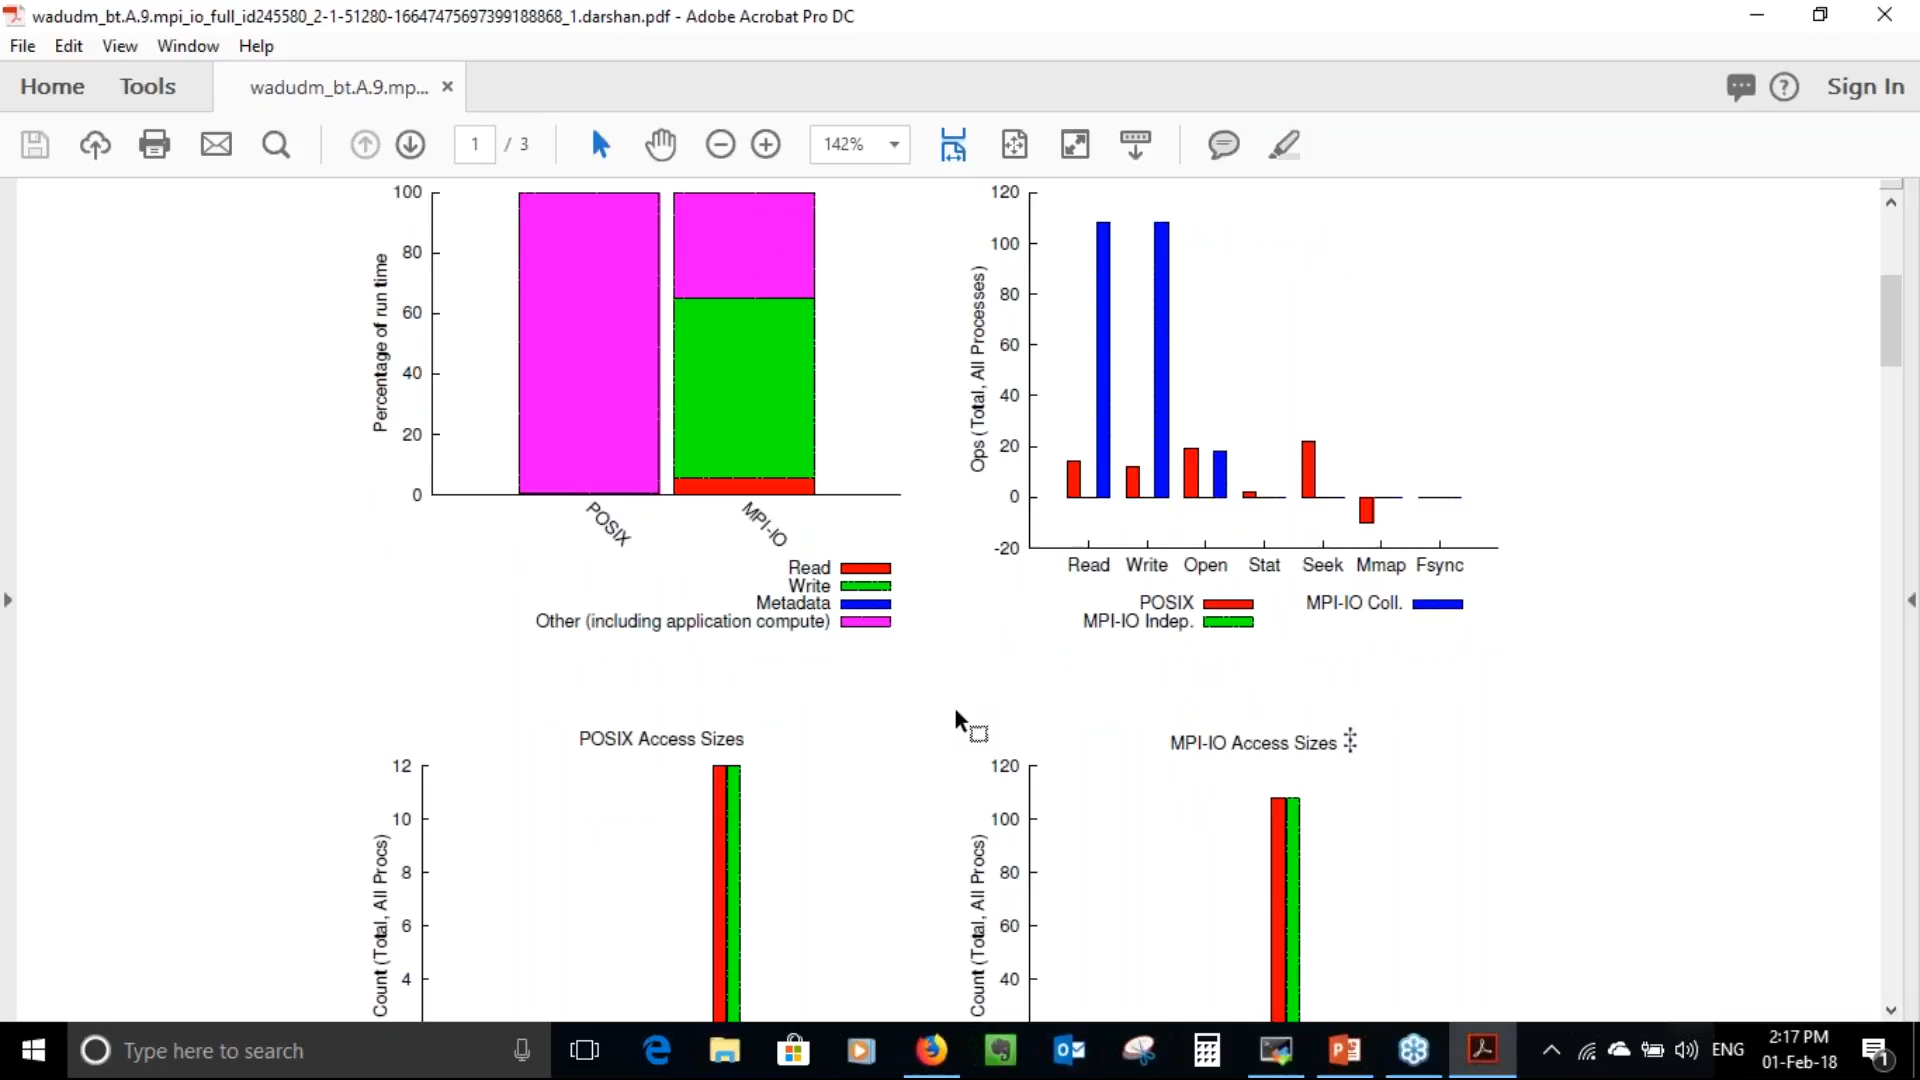 wadudm_bt.A.9.mpi_io_full_id245580_2-1-51280-16647475697399188868_1.darshan.pdf - Adobe Acrobat Pro DC
File Edit View Window Help
Home Tools wadudm_bt.A.9.mp... × Sign In
1 / 3 142%
Percentage of run time
100
80
60
40
20
0
POSIX MPI-IO
Read
Write
Metadata
Other (including application compute)
Ops (Total, All Processes)
120
100
80
60
40
20
0
-20
Read Write Open Stat Seek Mmap Fsync
POSIX MPI-IO Coll.
MPI-IO Indep.
POSIX Access Sizes
Count (Total, All Procs)
12
10
8
6
4
MPI-IO Access Sizes ‡
Count (Total, All Procs)
120
100
80
60
40
Type here to search
ENG
2:17 PM
01-Feb-18
1